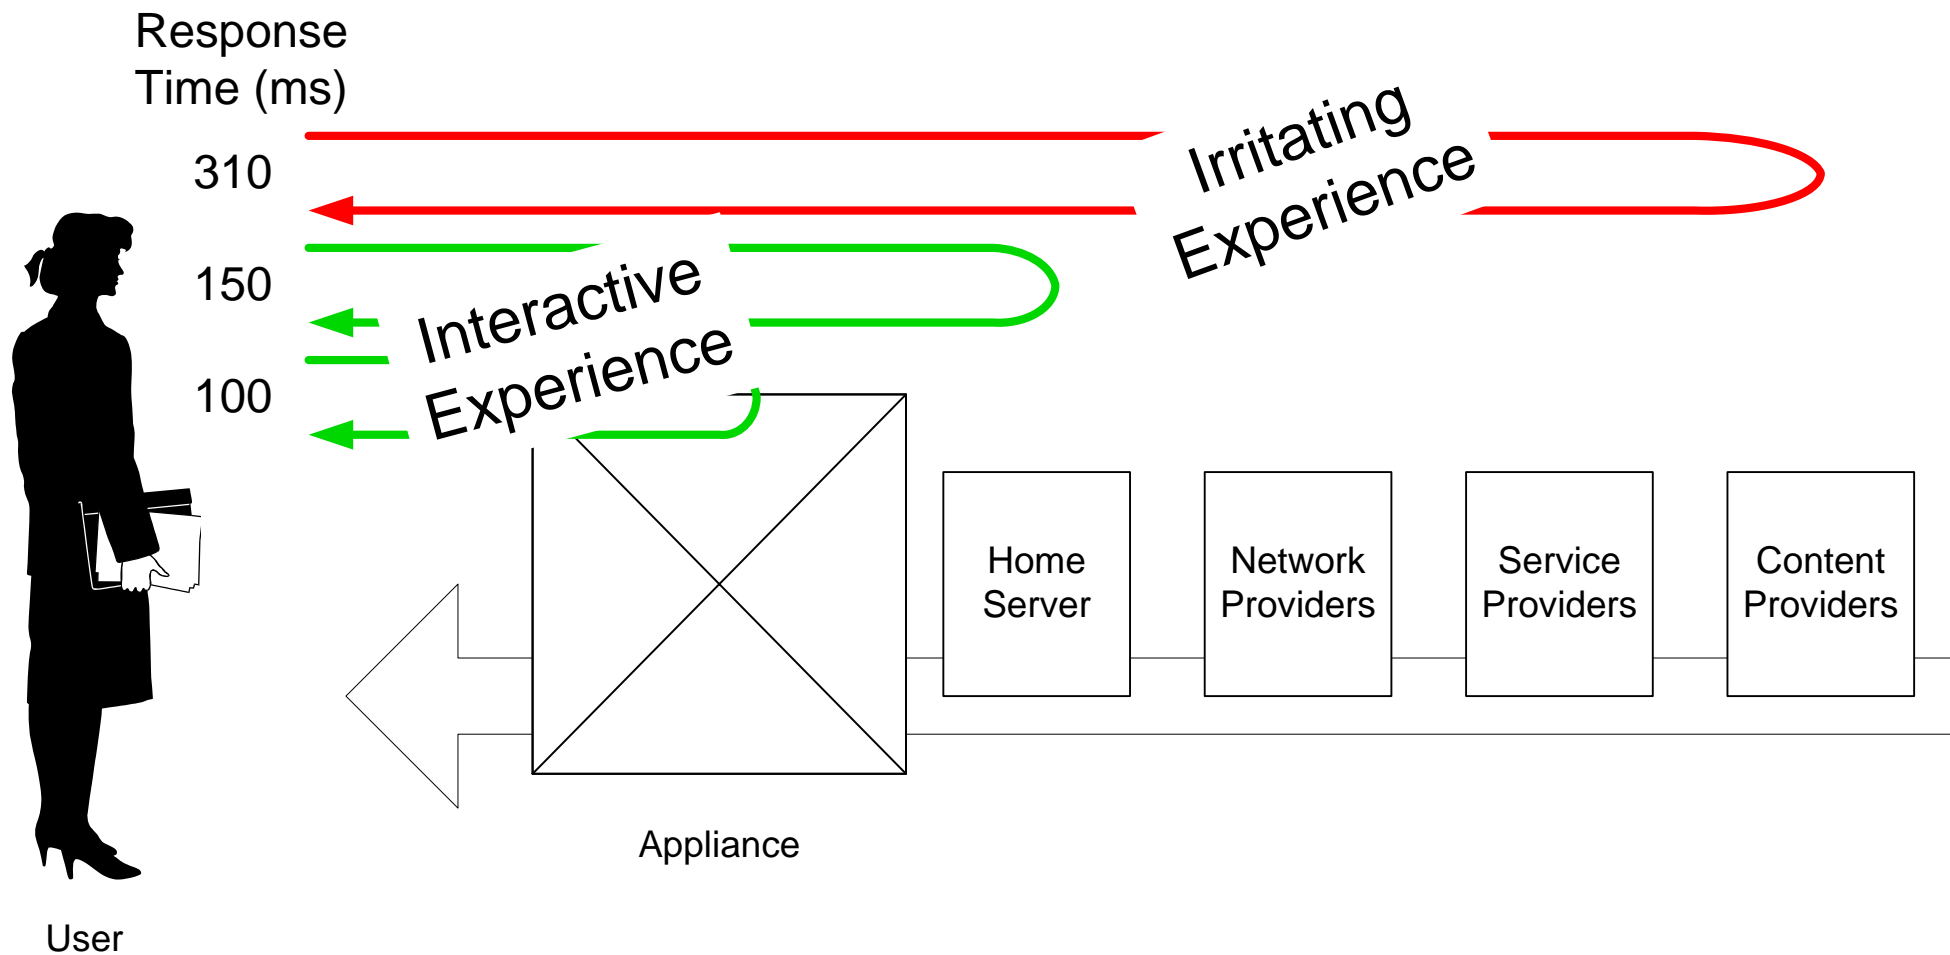 Response
Time (ms)
310
150
100
Irritating
Experience
Interactive
Experience
Home
Server
Network
Providers
Service
Providers
Content
Providers
Appliance
User